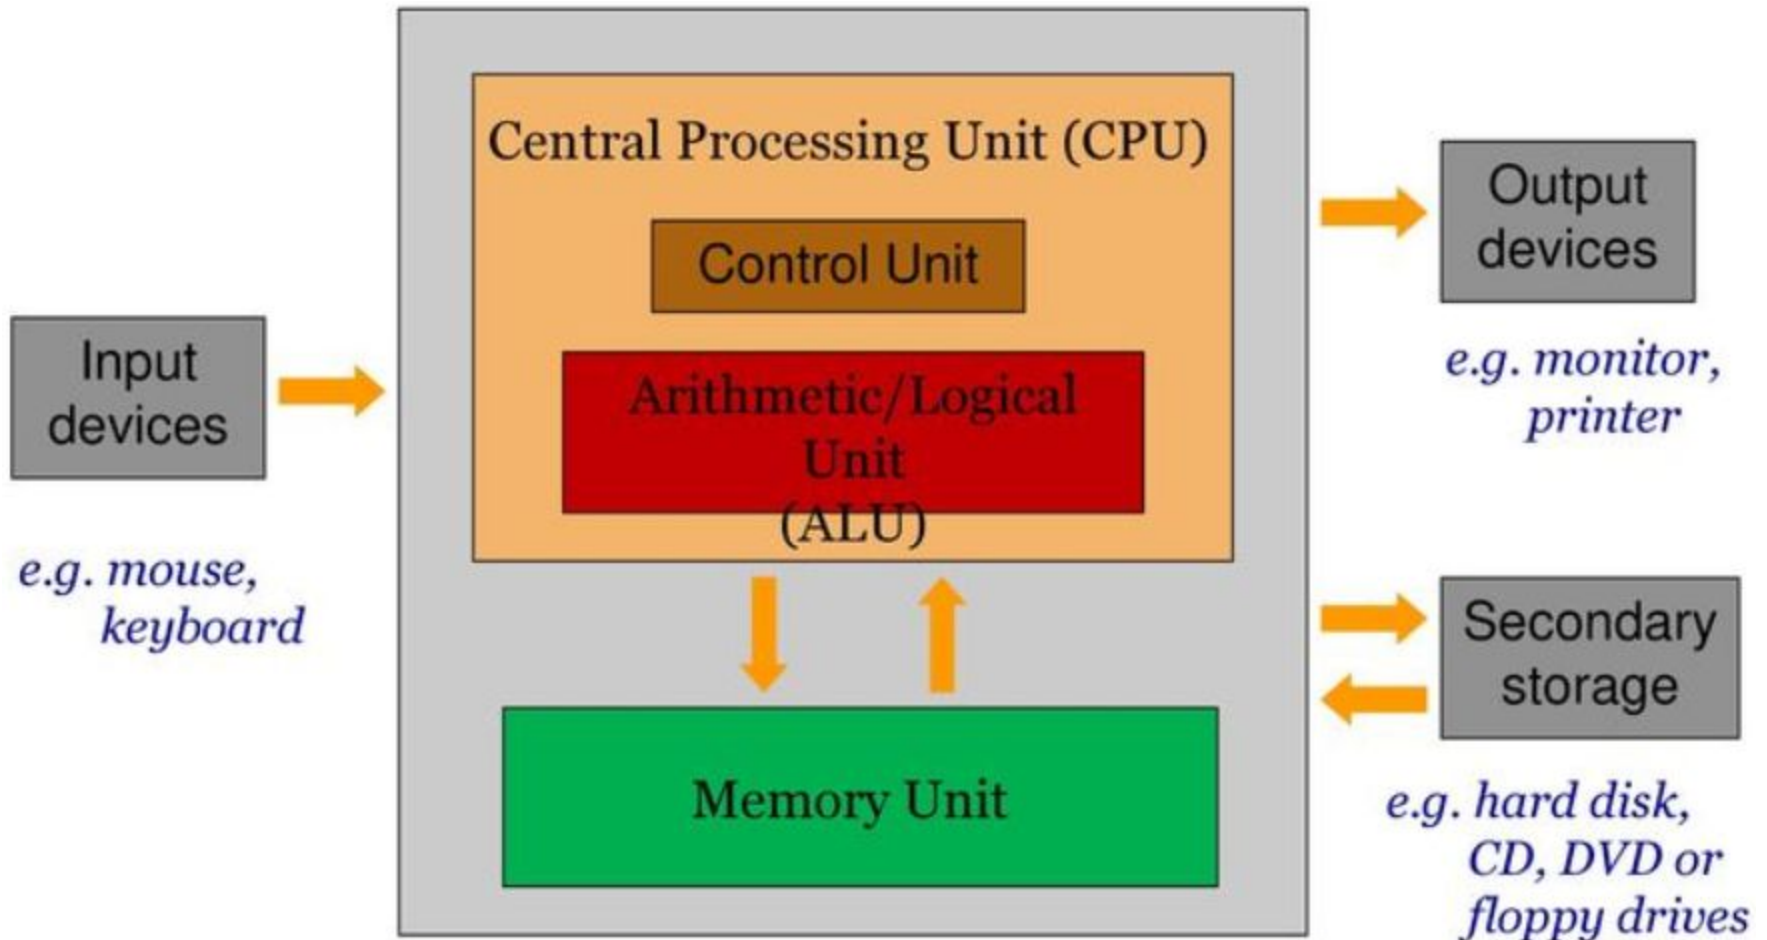 Central Processing Unit (CPU)
Control Unit
Arithmetic/Logical
Unit
(ALU)
Memory Unit
Input
devices
e.g. mouse,
keyboard
Output
devices
e.g. monitor,
printer
Secondary
storage
e.g. hard disk,
CD, DVD or
floppy drives